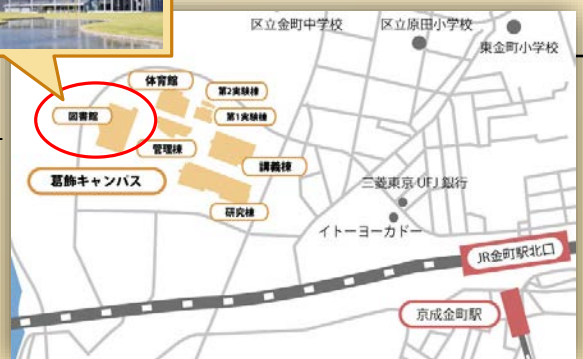 区立金町中学校
区立原田小学校
東金町小学校
体育館
第2実験棟
図書館
第1実験棟
管理棟
講義棟
葛飾キャンパス
三菱東京UFJ銀行
研究棟
イトーヨーカドー
JR金町駅北口
京成金町駅